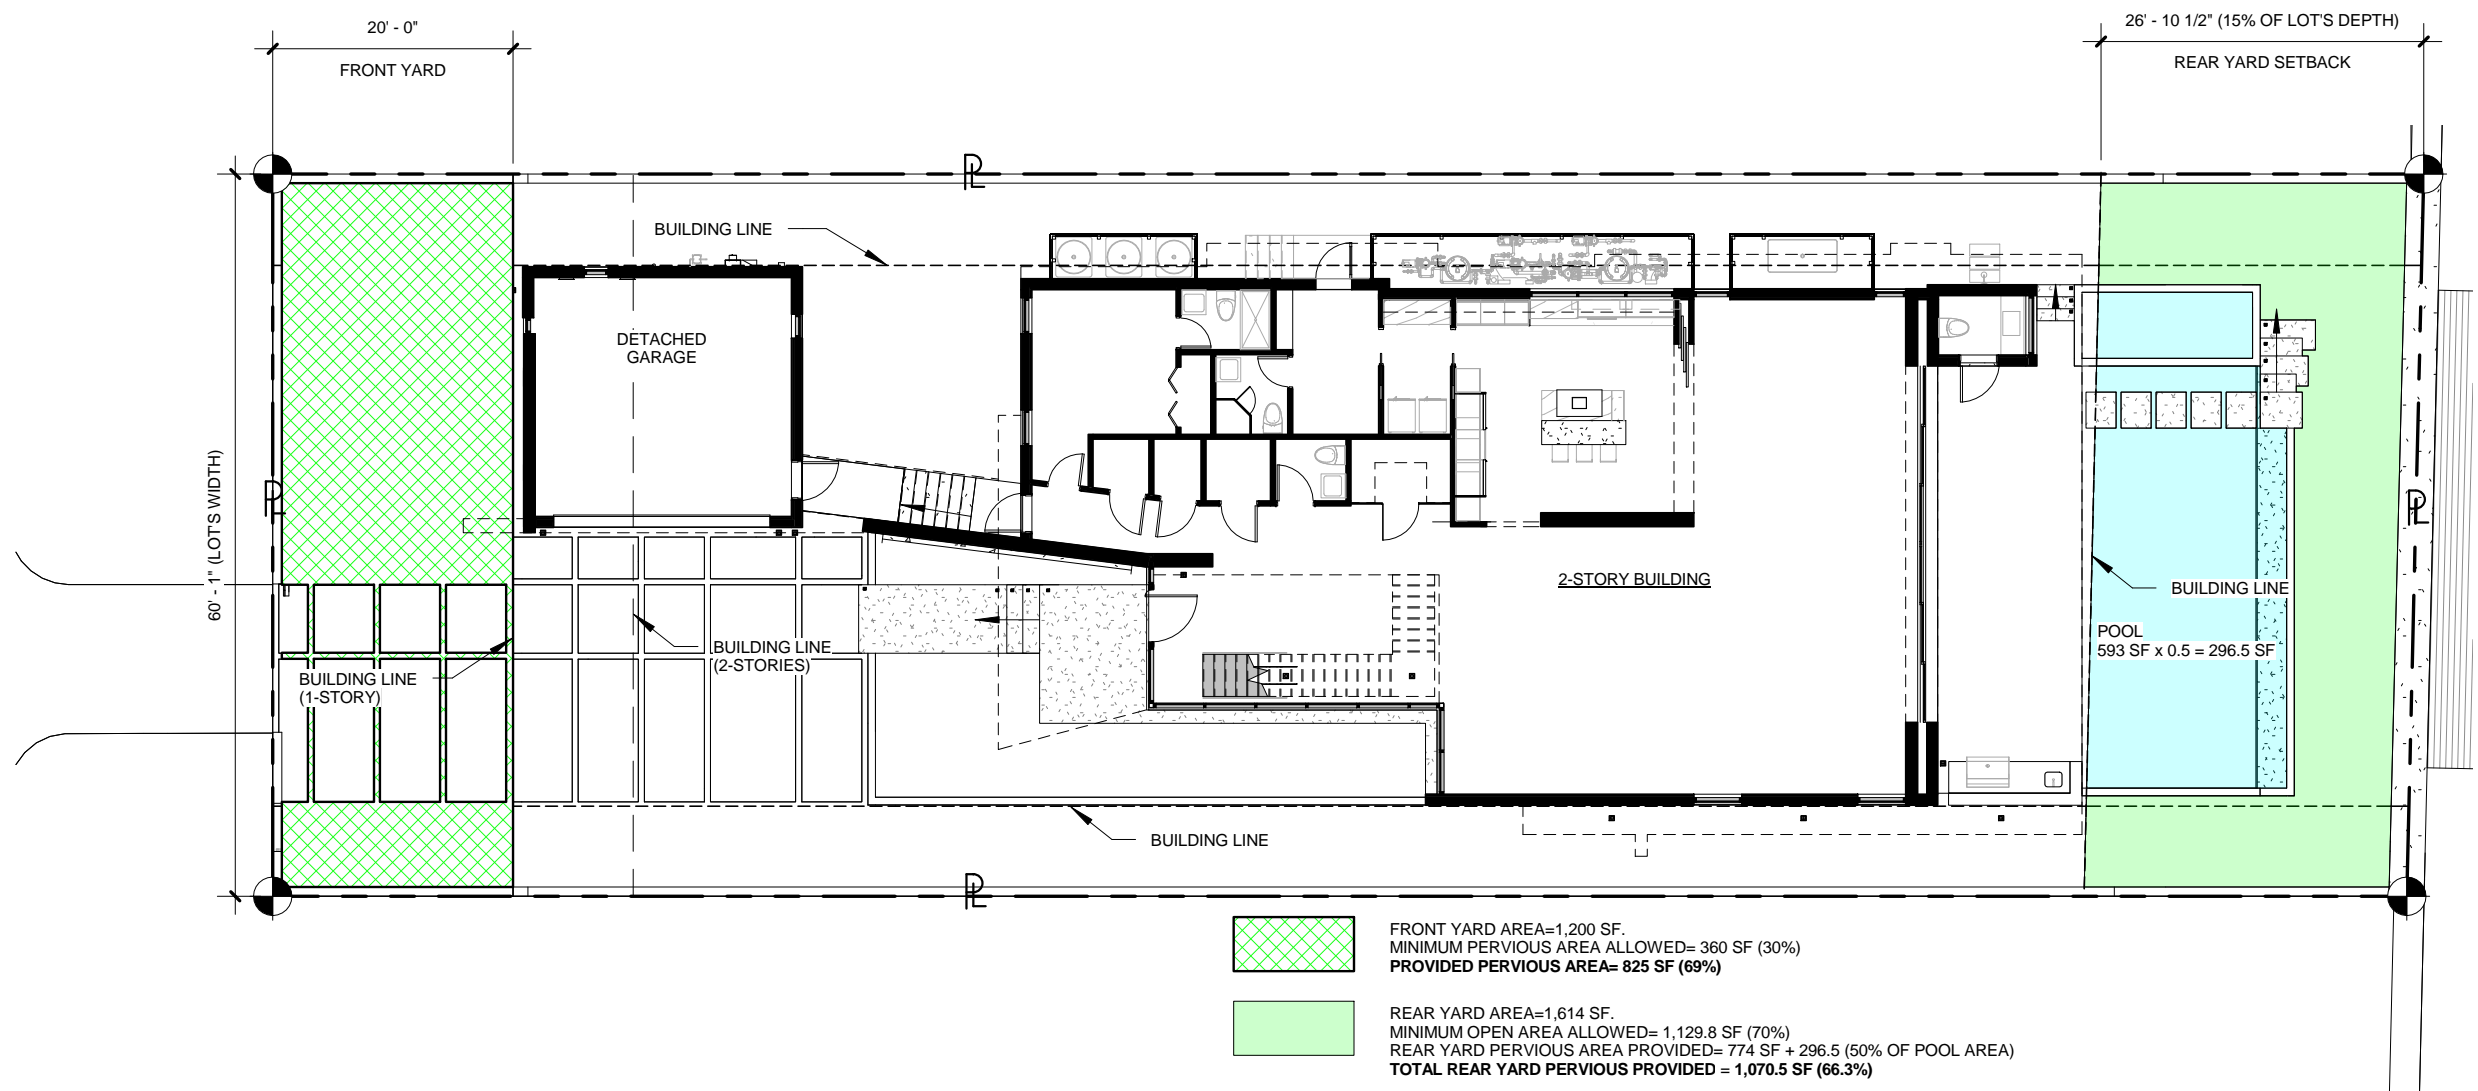 20' - 0"
FRONT YARD
26' - 10 1/2" (15% OF LOT'S DEPTH)
REAR YARD SETBACK
PL
BUILDING LINE
DETACHED
GARAGE
60' - 1" (LOT'S WIDTH)
PL
PL
2-STORY BUILDING
BUILDING LINE
BUILDING LINE
(2-STORIES)
POOL
593 SF x 0.5 = 296.5 SF
BUILDING LINE
(1-STORY)
BUILDING LINE
PL
FRONT YARD AREA=1,200 SF.
MINIMUM PERVIOUS AREA ALLOWED= 360 SF (30%)
PROVIDED PERVIOUS AREA= 825 SF (69%)
REAR YARD AREA=1,614 SF.
MINIMUM OPEN AREA ALLOWED= 1,129.8 SF (70%)
REAR YARD PERVIOUS AREA PROVIDED= 774 SF + 296.5 (50% OF POOL AREA)
TOTAL REAR YARD PERVIOUS PROVIDED = 1,070.5 SF (66.3%)